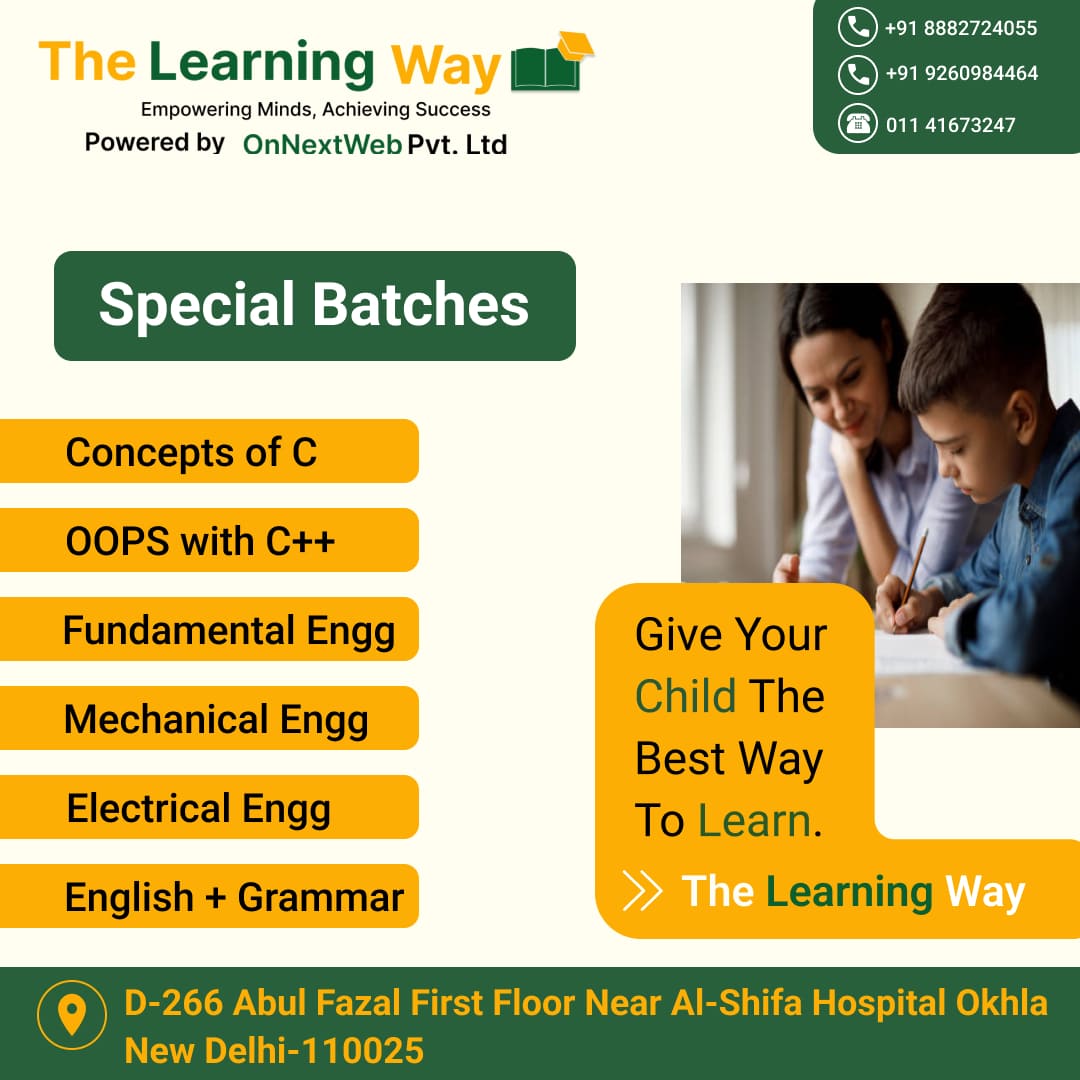 The Learning Way
Empowering Minds, Achieving Success
Powered by OnNextWeb Pvt. Ltd
+91 8882724055
+91 9260984464
011 41673247
Special Batches
Concepts of C
OOPS with C++
Fundamental Engg
Mechanical Engg
Electrical Engg
English + Grammar
Give Your
Child The
Best Way
To Learn.
The Learning Way
D-266 Abul Fazal First Floor Near Al-Shifa Hospital Okhla
New Delhi-110025